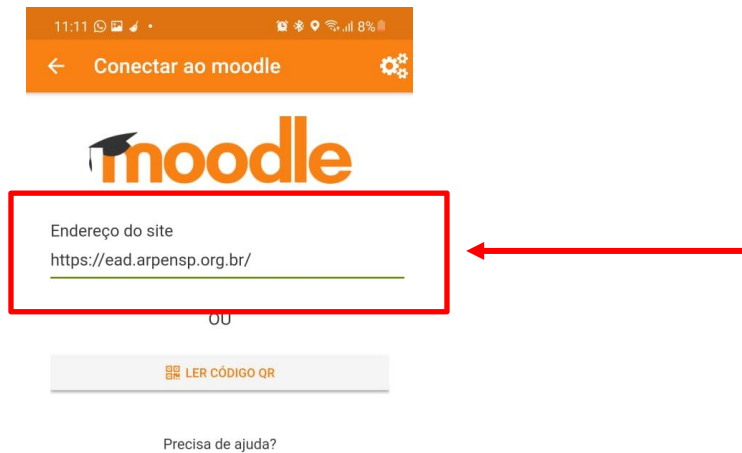 11:11
8%
Conectar ao moodle
moodle
Endereço do site
https://ead.arpensp.org.br/
OU
LER CÓDIGO QR
Precisa de ajuda?